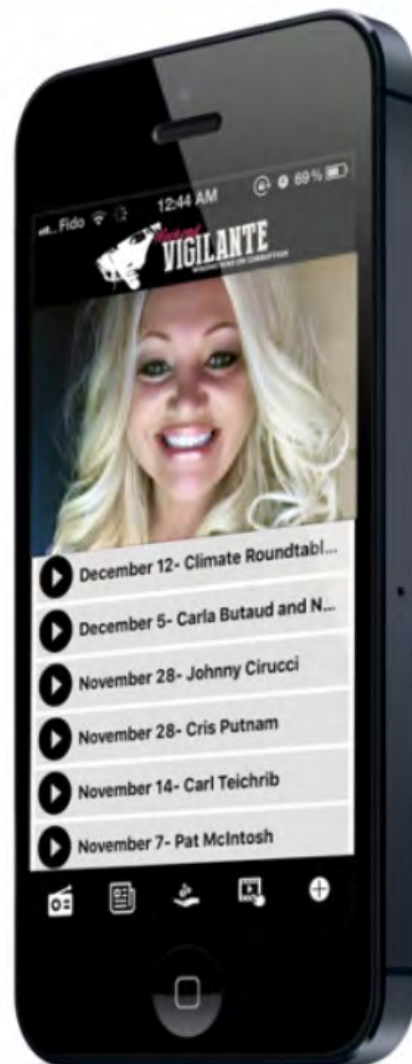 Fido 12:44 AM 69%
VIGILANTE
December 12- Climate Roundtabl...
December 5- Carla Butaud and N...
November 28- Johnny Cirucci
November 28- Cris Putnam
November 14- Carl Teichrib
November 7- Pat McIntosh